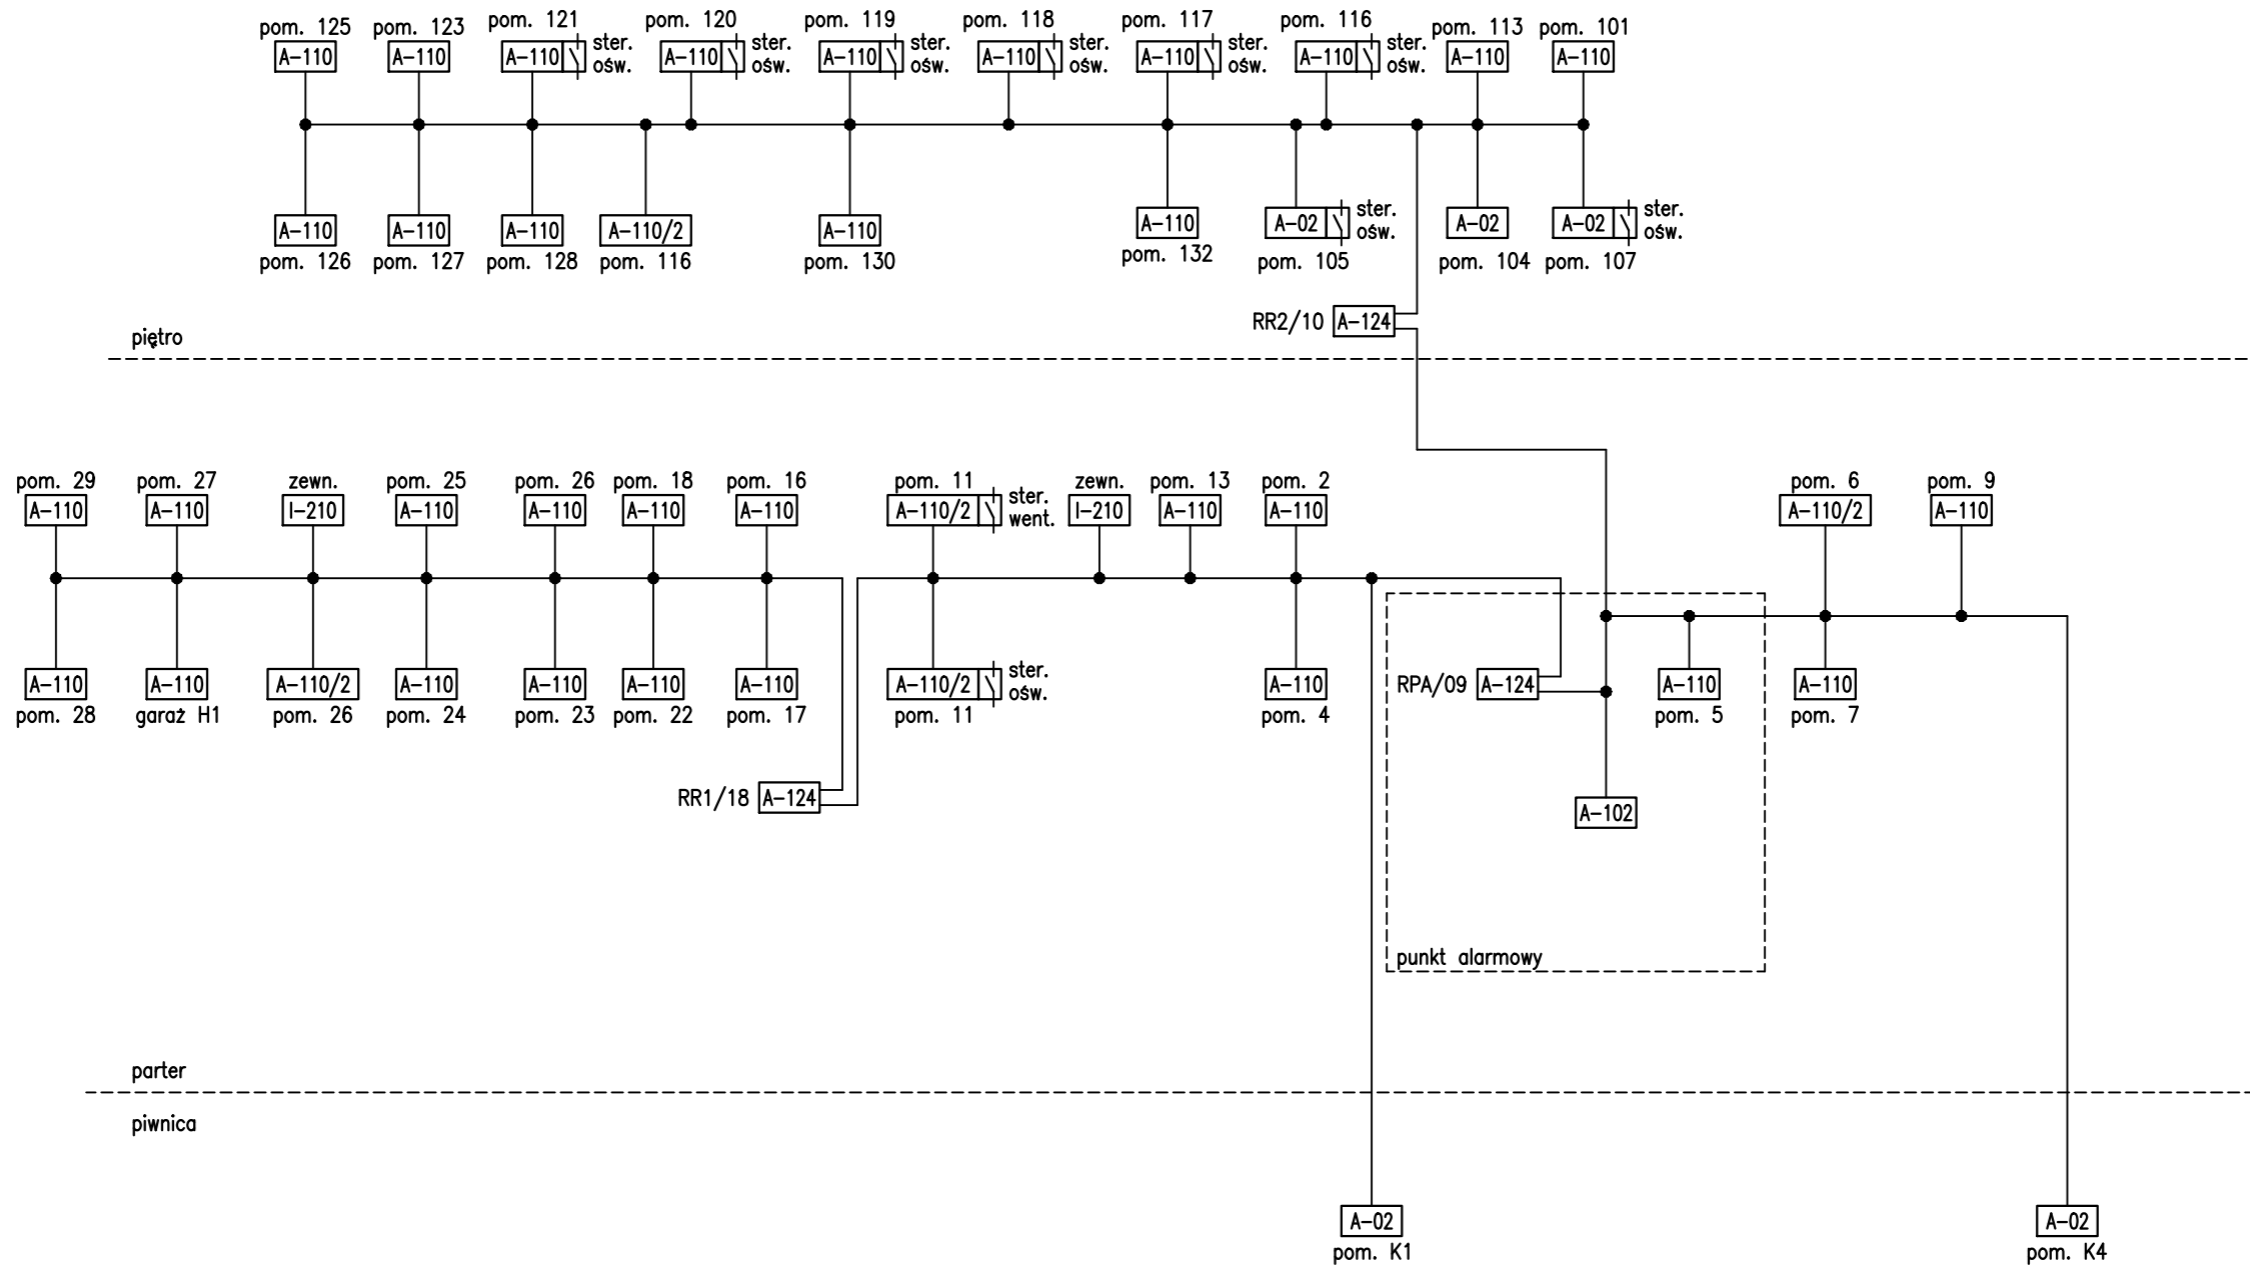 pom. 125
A-110
pom. 123
A-110
pom. 121
A-110
ster.
ośw.
pom. 120
A-110
ster.
ośw.
pom. 119
A-110
ster.
ośw.
pom. 118
A-110
ster.
ośw.
pom. 117
A-110
ster.
ośw.
pom. 116
A-110
ster.
ośw.
pom. 113
A-110
pom. 101
A-110
A-110
pom. 126
A-110
pom. 127
A-110
pom. 128
A-110/2
pom. 116
A-110
pom. 130
A-110
pom. 132
A-02
ster.
ośw.
pom. 105
A-02
pom. 104
A-02
ster.
ośw.
pom. 107
RR2/10 A-124
piętro
pom. 29
A-110
pom. 27
A-110
zewn.
I-210
pom. 25
A-110
pom. 26
A-110
pom. 18
A-110
pom. 16
A-110
pom. 11
A-110/2
ster.
went.
zewn.
I-210
pom. 13
A-110
pom. 2
A-110
pom. 6
A-110/2
pom. 9
A-110
A-110
pom. 28
A-110
garaż H1
A-110/2
pom. 26
A-110
pom. 24
A-110
pom. 23
A-110
pom. 22
A-110
pom. 17
A-110/2
ster.
ośw.
pom. 11
A-110
pom. 4
RPA/09 A-124
A-110
pom. 5
A-110
pom. 7
RR1/18 A-124
A-102
punkt alarmowy
parter
piwnica
A-02
pom. K1
A-02
pom. K4